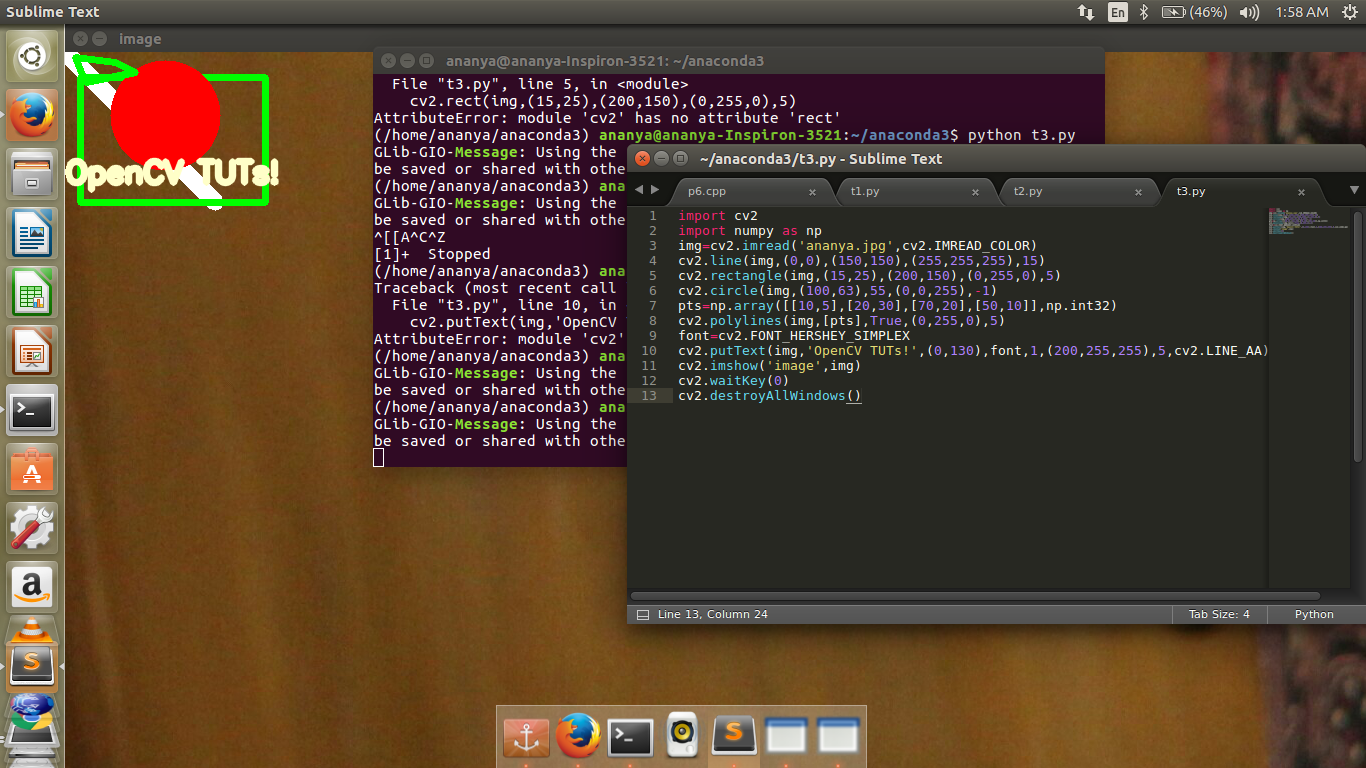 Sublime Text
En
(46%)
1:58 AM
image
OpenCV TUTs!
ananya@ananya-Inspiron-3521: ~/anaconda3
File "t3.py", line 5, in <module>
cv2.rect(img,(15,25),(200,150),(0,255,0),5)
AttributeError: module 'cv2' has no attribute 'rect'
(/home/ananya/anaconda3) ananya@ananya-Inspiron-3521:~/anaconda3$ python t3.py
GLib-GIO-Message: Using the
be saved or shared with othe
(/home/ananya/anaconda3) ana
GLib-GIO-Message: Using the
be saved or shared with othe
^[[A^C^Z
[1]+  Stopped
(/home/ananya/anaconda3) ana
Traceback (most recent call
File "t3.py", line 10, in
cv2.putText(img,'OpenCV
AttributeError: module 'cv2'
(/home/ananya/anaconda3) ana
GLib-GIO-Message: Using the
be saved or shared with othe
(/home/ananya/anaconda3) ana
GLib-GIO-Message: Using the
be saved or shared with othe
~/anaconda3/t3.py - Sublime Text
p6.cpp
t1.py
t2.py
t3.py
1 import cv2
2 import numpy as np
3 img=cv2.imread('ananya.jpg',cv2.IMREAD_COLOR)
4 cv2.line(img,(0,0),(150,150),(255,255,255),15)
5 cv2.rectangle(img,(15,25),(200,150),(0,255,0),5)
6 cv2.circle(img,(100,63),55,(0,0,255),-1)
7 pts=np.array([[10,5],[20,30],[70,20],[50,10]],np.int32)
8 cv2.polylines(img,[pts],True,(0,255,0),5)
9 font=cv2.FONT_HERSHEY_SIMPLEX
10 cv2.putText(img,'OpenCV TUTs!',(0,130),font,1,(200,255,255),5,cv2.LINE_AA)
11 cv2.imshow('image',img)
12 cv2.waitKey(0)
13 cv2.destroyAllWindows()
Line 13, Column 24
Tab Size: 4
Python